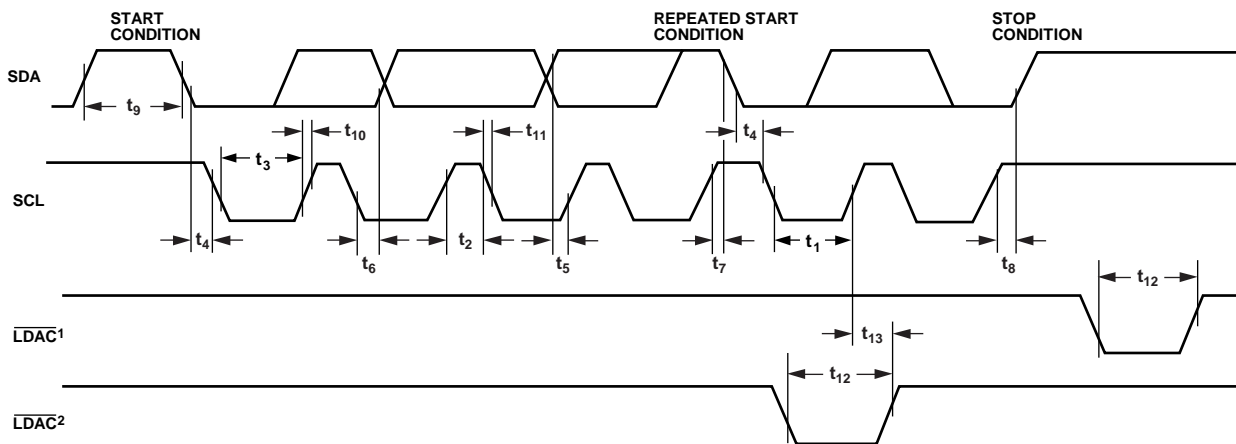 START
CONDITION
REPEATED START
CONDITION
STOP
CONDITION
SDA
t9
t10
t11
t4
t3
SCL
t4
t6
t2
t5
t7
t1
t8
t12
LDAC1
t13
t12
LDAC2